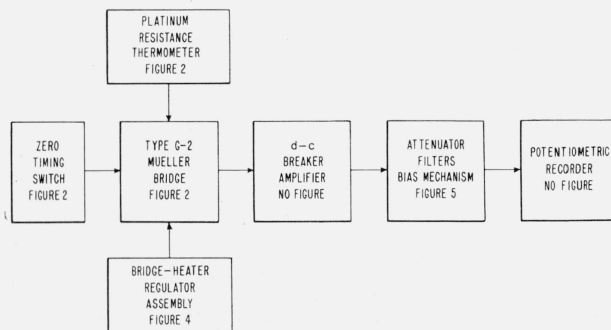 PLATINUM
RESISTANCE
THERMOMETER
FIGURE 2
ZERO
TIMING
SWITCH
FIGURE 2
TYPE G-2
MUELLER
BRIDGE
FIGURE 2
d-c
BREAKER
AMPLIFIER
NO FIGURE
ATTENUATOR
FILTERS
BIAS MECHANISM
FIGURE 5
POTENTIOMETRIC
RECORDER
NO FIGURE
BRIDGE-HEATER
REGULATOR
ASSEMBLY
FIGURE 4